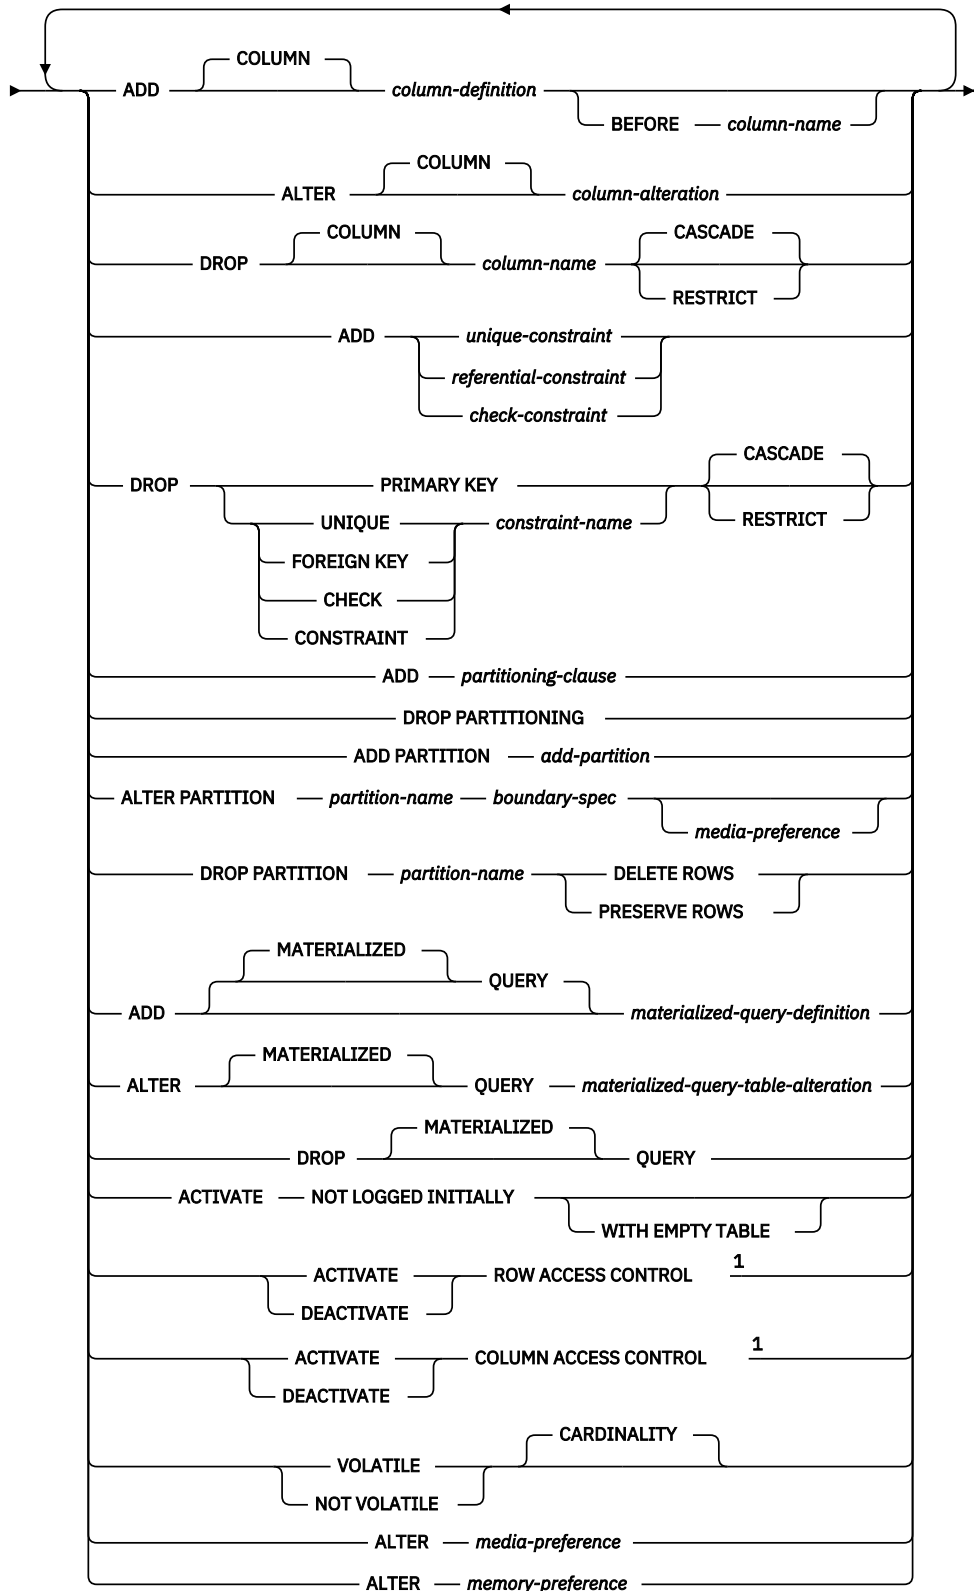 COLUMN
ADD column-definition
BEFORE column-name
COLUMN
ALTER column-alteration
COLUMN CASCADE
DROP column-name
RESTRICT
ADD unique-constraint
referential-constraint
check-constraint
CASCADE
DROP PRIMARY KEY
RESTRICT
UNIQUE constraint-name
FOREIGN KEY
CHECK
CONSTRAINT
ADD partitioning-clause
DROP PARTITIONING
ADD PARTITION add-partition
ALTER PARTITION partition-name boundary-spec
media-preference
DROP PARTITION partition-name DELETE ROWS
PRESERVE ROWS
MATERIALIZED
QUERY
ADD materialized-query-definition
MATERIALIZED
ALTER QUERY materialized-query-table-alteration
MATERIALIZED
DROP QUERY
ACTIVATE NOT LOGGED INITIALLY
WITH EMPTY TABLE
ACTIVATE ROW ACCESS CONTROL 1
DEACTIVATE
ACTIVATE COLUMN ACCESS CONTROL 1
DEACTIVATE
CARDINALITY
VOLATILE
NOT VOLATILE
ALTER media-preference
ALTER memory-preference